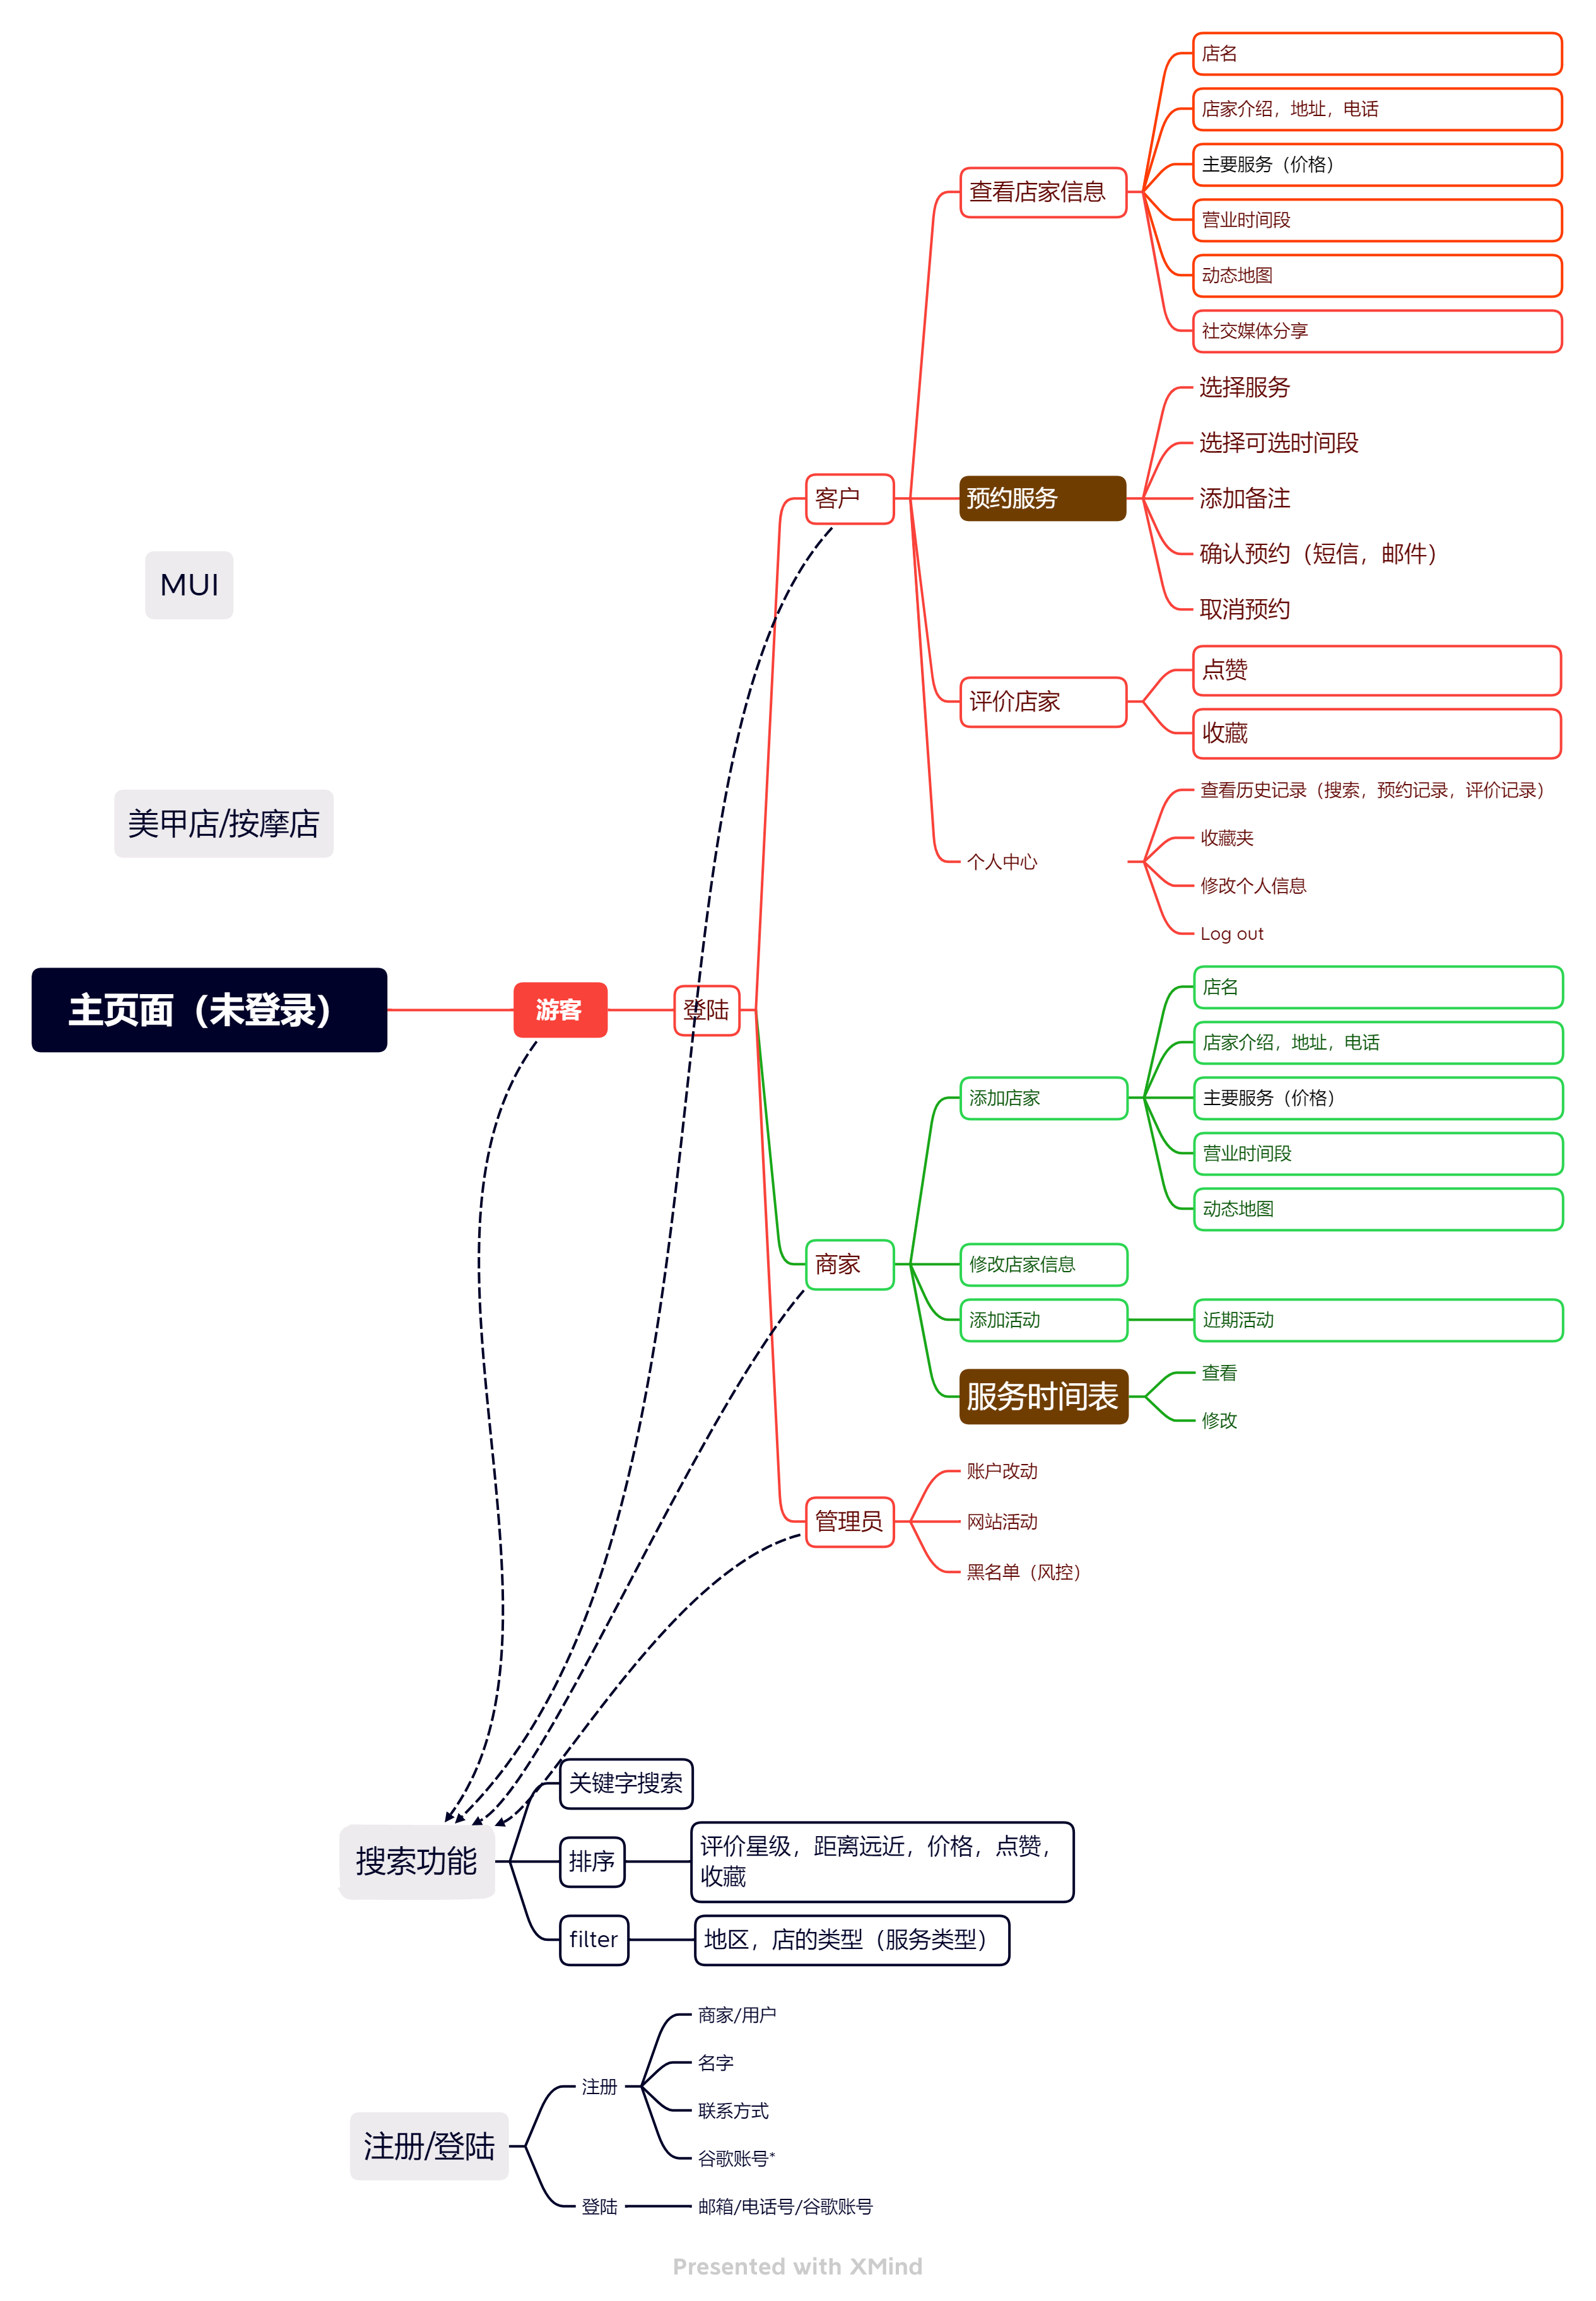 店名
店家介绍，地址，电话
主要服务（价格）
营业时间段
动态地图
社交媒体分享
查看店家信息
选择服务
选择可选时间段
添加备注
确认预约（短信，邮件）
取消预约
预约服务
客户
点赞
收藏
评价店家
查看历史记录（搜索，预约记录，评价记录）
收藏夹
修改个人信息
Log out
个人中心
MUI
美甲店/按摩店
主页面（未登录）
游客
登陆
店名
店家介绍，地址，电话
主要服务（价格）
营业时间段
动态地图
添加店家
商家
修改店家信息
添加活动
近期活动
服务时间表
查看
修改
管理员
账户改动
网站活动
黑名单（风控）
搜索功能
关键字搜索
排序
评价星级，距离远近，价格，点赞，
收藏
filter
地区，店的类型（服务类型）
注册/登陆
注册
商家/用户
名字
联系方式
谷歌账号*
登陆
邮箱/电话号/谷歌账号
Presented with XMind